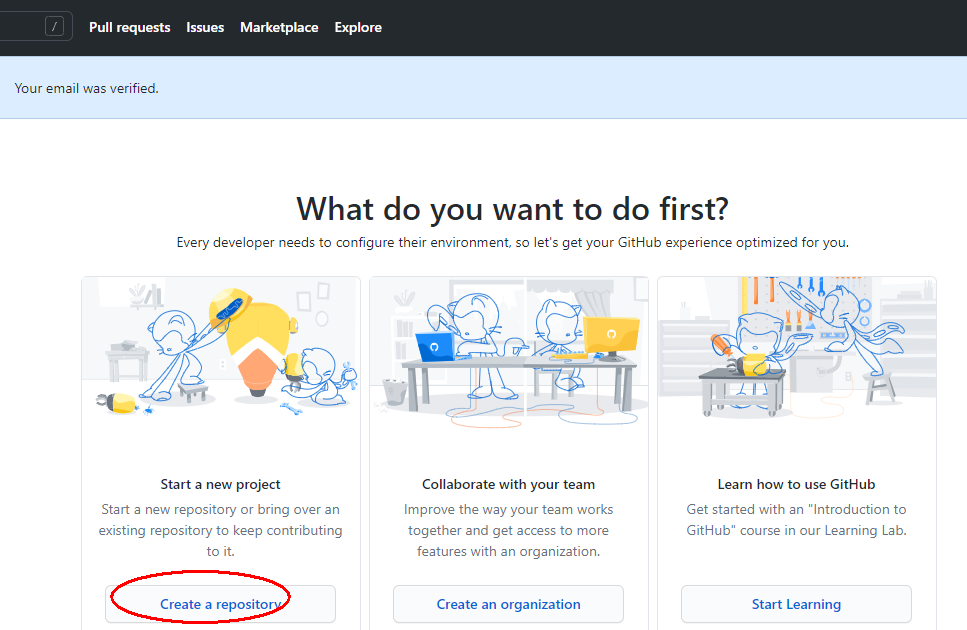 / Pull requests Issues Marketplace Explore
Your email was verified.
What do you want to do first?
Every developer needs to configure their environment, so let's get your GitHub experience optimized for you.
Start a new project
Start a new repository or bring over an
existing repository to keep contributing
to it.
Create a repository
Collaborate with your team
Improve the way your team works
together and get access to more
features with an organization.
Create an organization
Learn how to use GitHub
Get started with an "Introduction to
GitHub" course in our Learning Lab.
Start Learning